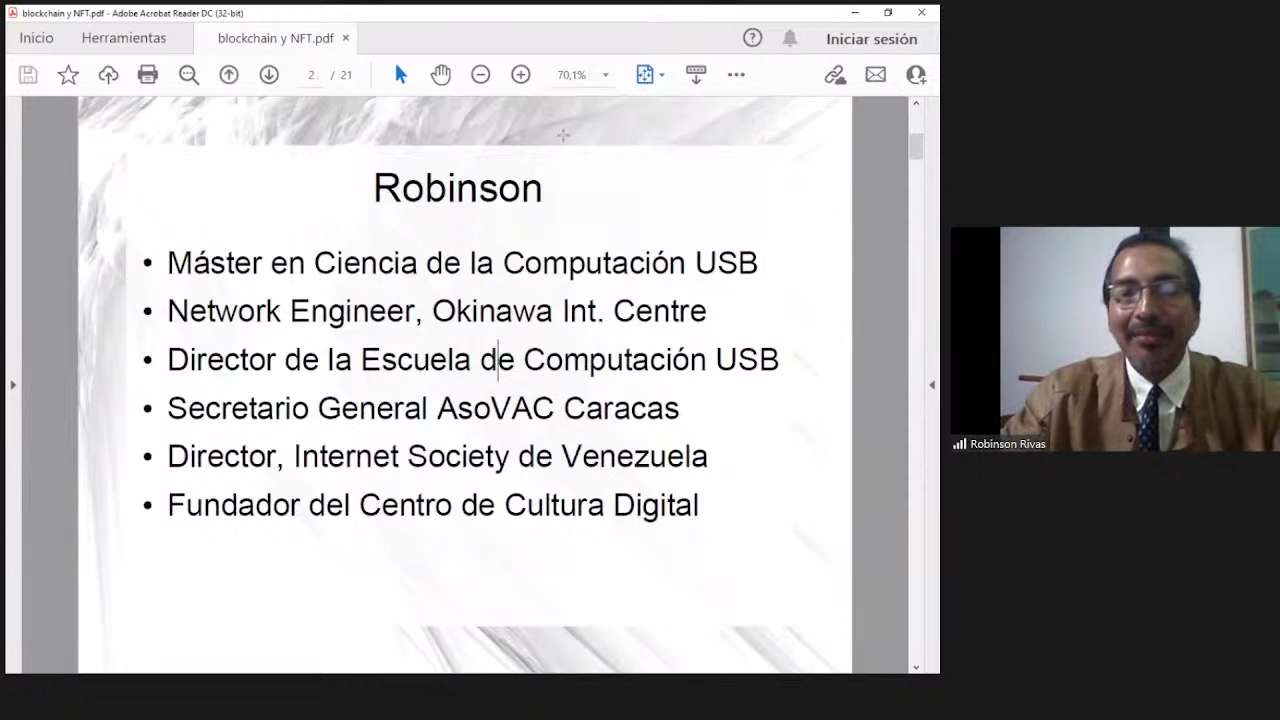 blockchain y NFT.pdf - Adobe Acrobat Reader DC (32-bit)
Inicio Herramientas blockchain y NFT.pdf × Iniciar sesión
2 / 21 70,1%
Robinson
• Máster en Ciencia de la Computación USB
• Network Engineer, Okinawa Int. Centre
• Director de la Escuela de Computación USB
• Secretario General AsoVAC Caracas
• Director, Internet Society de Venezuela
• Fundador del Centro de Cultura Digital
Robinson Rivas